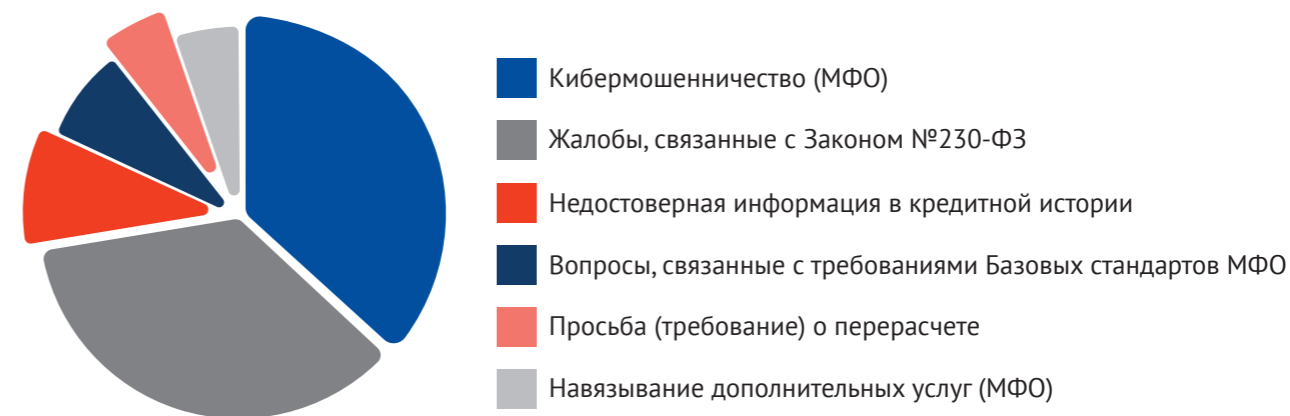 Кибермошенничество (МФО)
Жалобы, связанные с Законом №230-ФЗ
Недостоверная информация в кредитной истории
Вопросы, связанные с требованиями Базовых стандартов МФО
Просьба (требование) о перерасчете
Навязывание дополнительных услуг (МФО)